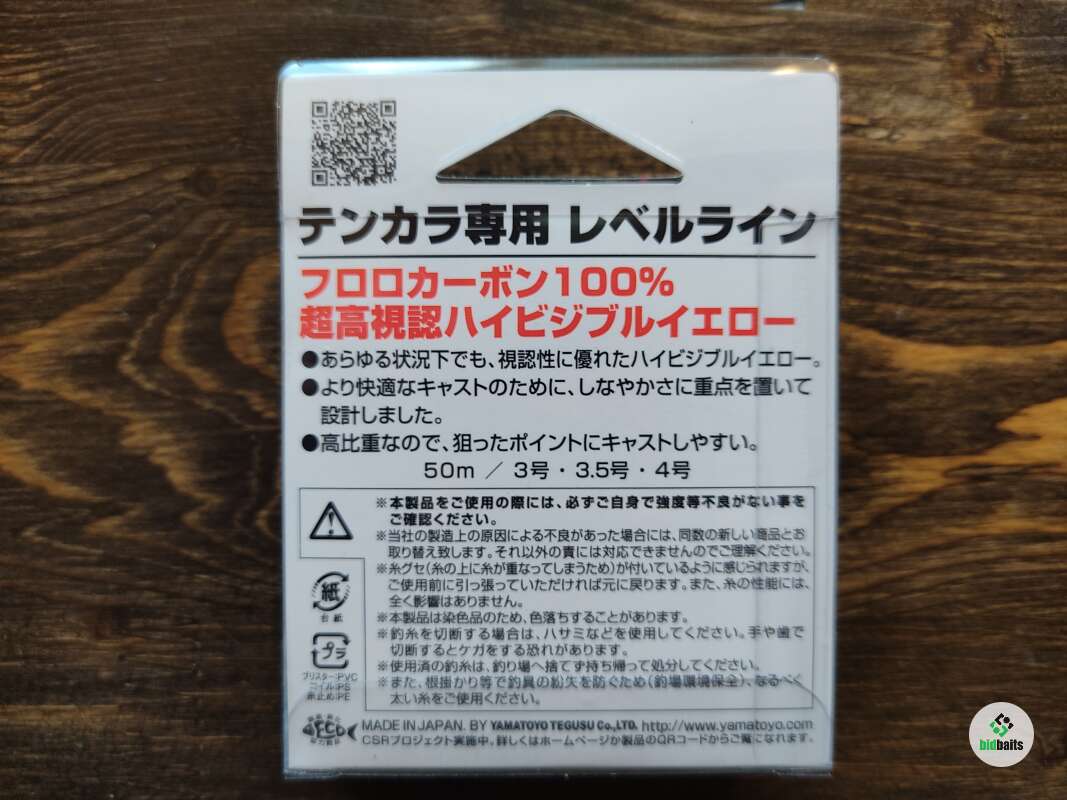 テンカラ専用 レベルライン
フロロカーボン100%
超高視認ハイビジブルイエロー
●あらゆる状況下でも、視認性に優れたハイビジブルイエロー。
●より快適なキャストのために、しなやかさに重点を置いて
設計しました。
●高比重なので、狙ったポイントにキャストしやすい。
50m / 3号・3.5号・4号
※本製品をご使用の際には、必ずご自身で強度等不良がない事を
ご確認ください。
※当社の製造上の原因による不良があった場合には、同数の新しい商品とお
取り替え致します。それ以外の責には対応できませんのでご理解ください。
※糸グセ(糸の上に糸が重なってしまうため)が付いているように感じられますが、
ご使用前に引っ張っていただければ元に戻ります。また、糸の性能には、
全く影響はありません。
※本製品は染色品のため、色落ちすることがあります。
※釣糸を切断する場合は、ハサミなどを使用してください。手や歯で
切断するとケガをする恐れがあります。
※使用済の釣糸は、釣り場へ捨てず持ち帰って処分してください。
※また、根掛かり等で釣具の紛失を防ぐため(釣場環境保全)、なるべく
太い糸をご使用ください。
紙
台紙
プラ
ブリスター:PVC
コイル:PS
糸止め:PE
MADE IN JAPAN. BY YAMATOYO TEGUSU Co.,LTD. http://www.yamatoyo.com
CSRプロジェクト実施中。詳しくはホームページか製品のQRコードからご覧になれます。
bidbaits